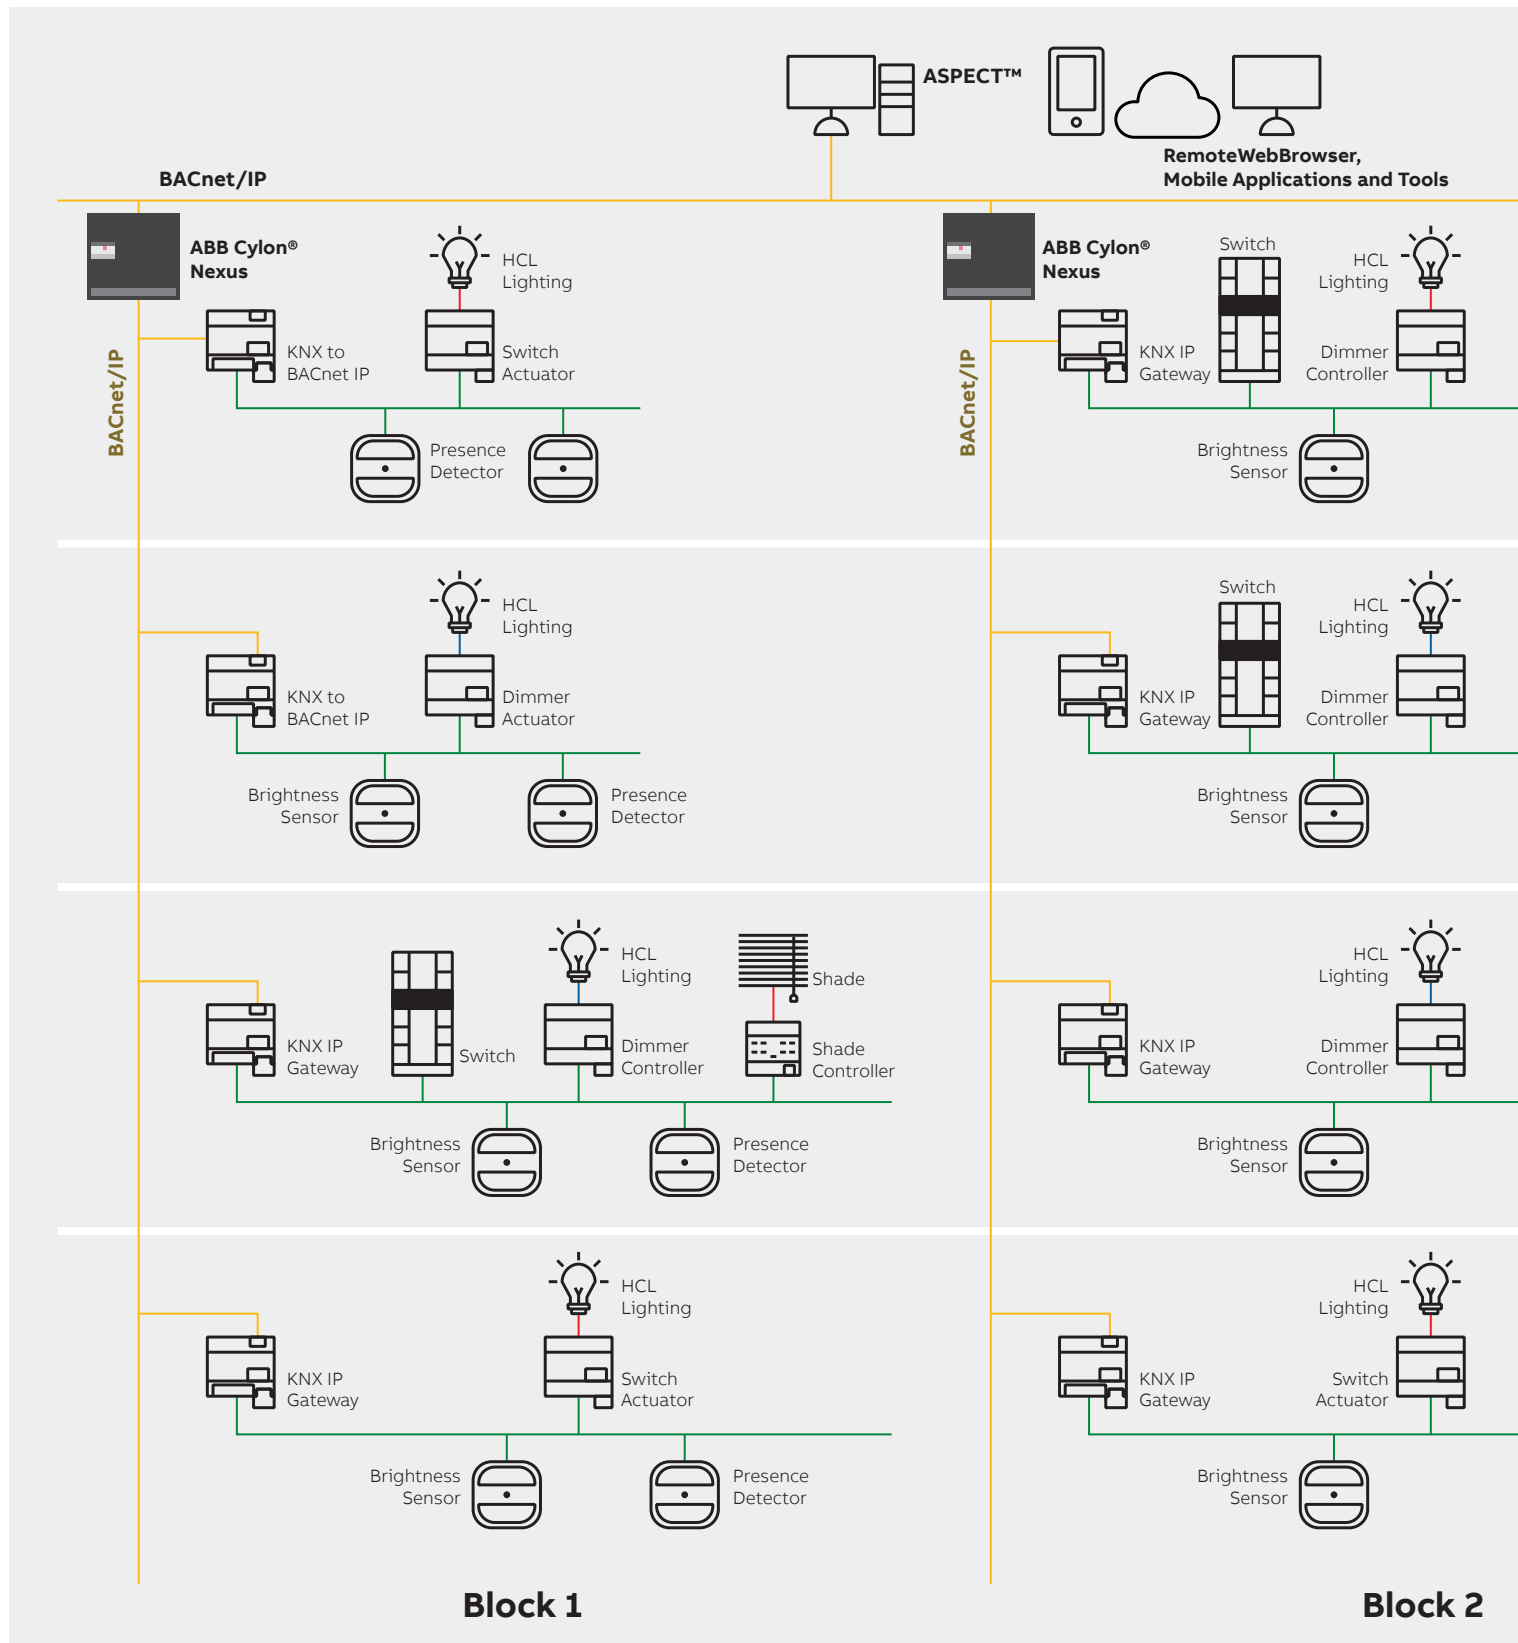 ASPECT™
RemoteWebBrowser,
Mobile Applications and Tools
BACnet/IP
ABB Cylon®
Nexus
HCL
Lighting
KNX to
BACnet IP
Switch
Actuator
BACnet/IP
Presence
Detector
ABB Cylon®
Nexus
Switch
HCL
Lighting
KNX IP
Gateway
Dimmer
Controller
BACnet/IP
Brightness
Sensor
HCL
Lighting
KNX to
BACnet IP
Dimmer
Actuator
Brightness
Sensor
Presence
Detector
Switch
HCL
Lighting
KNX IP
Gateway
Dimmer
Controller
Brightness
Sensor
HCL
Lighting
Shade
KNX IP
Gateway
Switch
Dimmer
Controller
Shade
Controller
Brightness
Sensor
Presence
Detector
HCL
Lighting
KNX IP
Gateway
Dimmer
Controller
Brightness
Sensor
HCL
Lighting
KNX IP
Gateway
Switch
Actuator
Brightness
Sensor
Presence
Detector
HCL
Lighting
KNX IP
Gateway
Switch
Actuator
Brightness
Sensor
Block 1
Block 2